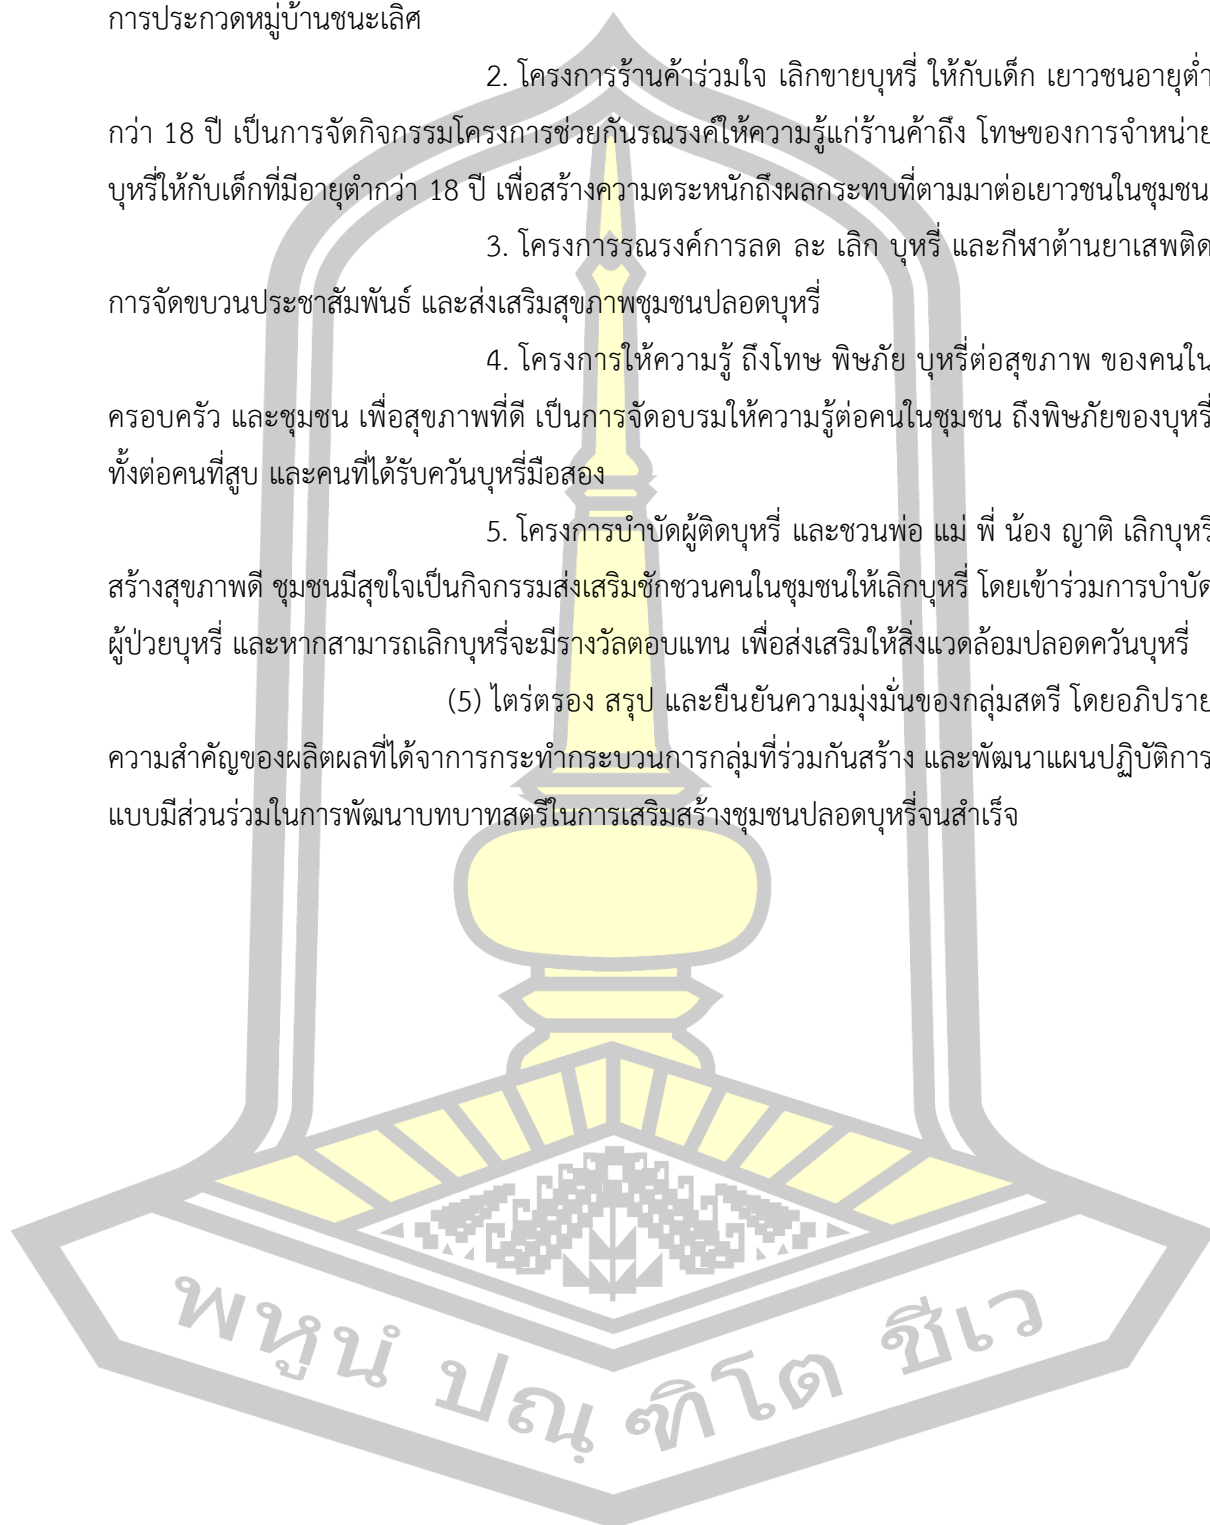 การประกวดหมู่บ้านชนะเลิศ
2. โครงการร้านค้าร่วมใจ เลิกขายบุหรี่ ให้กับเด็ก เยาวชนอายุต่ำ
กว่า 18 ปี เป็นการจัดกิจกรรมโครงการช่วยกันรณรงค์ให้ความรู้แก่ร้านค้าถึง โทษของการจำหน่าย
บุหรี่ให้กับเด็กที่มีอายุต่ำกว่า 18 ปี เพื่อสร้างความตระหนักถึงผลกระทบที่ตามมาต่อเยาวชนในชุมชน
3. โครงการรณรงค์การลด ละ เลิก บุหรี่ และกีฬาต้านยาเสพติด
การจัดขบวนประชาสัมพันธ์ และส่งเสริมสุขภาพชุมชนปลอดบุหรี่
4. โครงการให้ความรู้ ถึงโทษ พิษภัย บุหรี่ต่อสุขภาพ ของคนใน
ครอบครัว และชุมชน เพื่อสุขภาพที่ดี เป็นการจัดอบรมให้ความรู้ต่อคนในชุมชน ถึงพิษภัยของบุหรี่
ทั้งต่อคนที่สูบ และคนที่ได้รับควันบุหรี่มือสอง
5. โครงการบำบัดผู้ติดบุหรี่ และชวนพ่อ แม่ พี่ น้อง ญาติ เลิกบุหรี่
สร้างสุขภาพดี ชุมชนมีสุขใจเป็นกิจกรรมส่งเสริมชักชวนคนในชุมชนให้เลิกบุหรี่ โดยเข้าร่วมการบำบัด
ผู้ป่วยบุหรี่ และหากสามารถเลิกบุหรี่จะมีรางวัลตอบแทน เพื่อส่งเสริมให้สิ่งแวดล้อมปลอดควันบุหรี่
(5) ไตร่ตรอง สรุป และยืนยันความมุ่งมั่นของกลุ่มสตรี โดยอภิปราย
ความสำคัญของผลิตผลที่ได้จาการกระทำกระบวนการกลุ่มที่ร่วมกันสร้าง และพัฒนาแผนปฏิบัติการ
แบบมีส่วนร่วมในการพัฒนาบทบาทสตรีในการเสริมสร้างชุมชนปลอดบุหรี่จนสำเร็จ
พหูนํ ปณฺฑิโต ชีเว